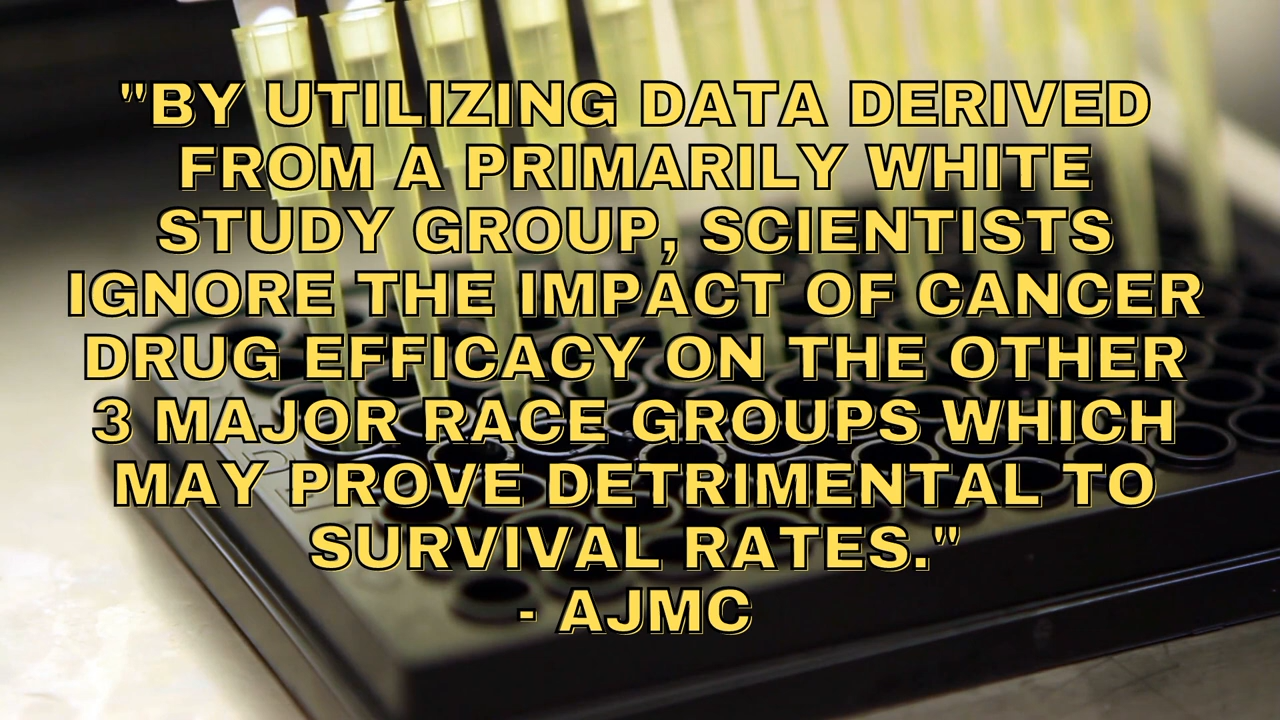 "BY UTILIZING DATA DERIVED
FROM A PRIMARILY WHITE
STUDY GROUP, SCIENTISTS
IGNORE THE IMPACT OF CANCER
DRUG EFFICACY ON THE OTHER
3 MAJOR RACE GROUPS WHICH
MAY PROVE DETRIMENTAL TO
SURVIVAL RATES."
- AJMC